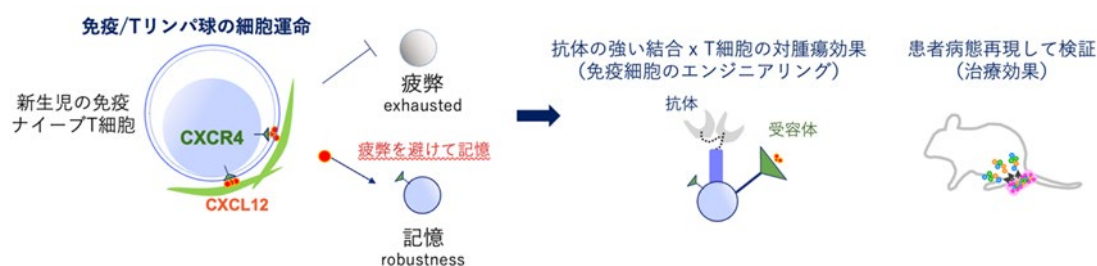 免疫/Tリンパ球の細胞運命
新生児の免疫
ナイーブT細胞
CXCR4
CXCL12
疲弊
exhausted
疲弊を避けて記憶
記憶
robustness
抗体の強い結合 x T細胞の対腫瘍効果
（免疫細胞のエンジニアリング）
抗体
受容体
患者病態再現して検証
（治療効果）